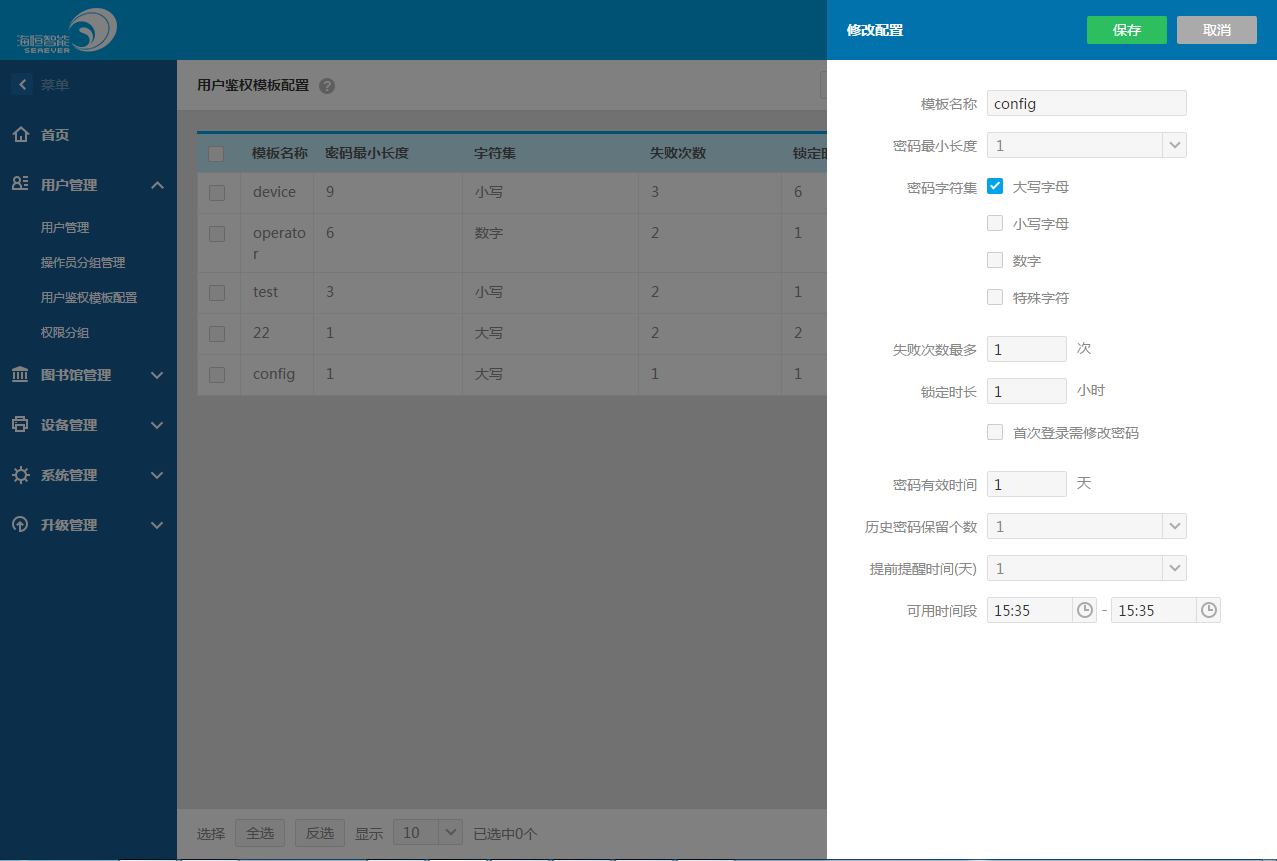 海恒智能
SEAEVER
修改配置
保存
取消
菜单
首页
用户管理
用户管理
操作员分组管理
用户鉴权模板配置
权限分组
图书馆管理
设备管理
系统管理
升级管理
用户鉴权模板配置 ?
模板名称 密码最小长度 字符集 失败次数
device 9 小写 3 6
operato
r 6 数字 2 1
test 3 小写 2 1
22 1 大写 2 2
config 1 大写 1 1
选择 全选 反选 显示 10 已选中0个
模板名称 config
密码最小长度 1
密码字符集 大写字母
小写字母
数字
特殊字符
失败次数最多 1 次
锁定时长 1 小时
首次登录需修改密码
密码有效时间 1 天
历史密码保留个数 1
提前提醒时间(天) 1
可用时间段 15:35 - 15:35